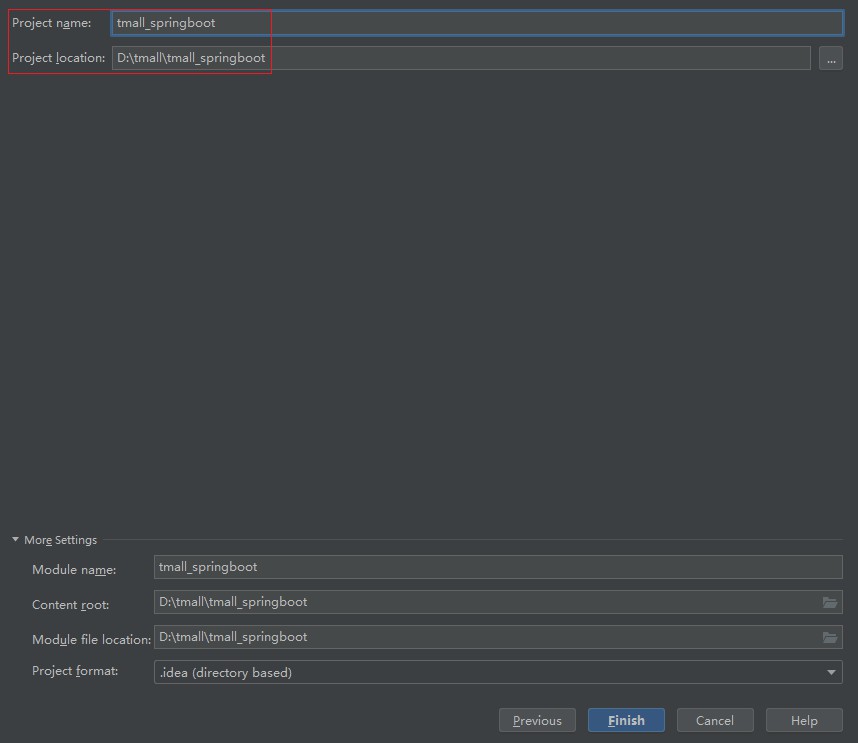 Project name: tmall_springboot
Project location: D:\tmall\tmall_springboot ...
More Settings
Module name: tmall_springboot
Content root: D:\tmall\tmall_springboot
Module file location: D:\tmall\tmall_springboot
Project format: .idea (directory based)
Previous Finish Cancel Help